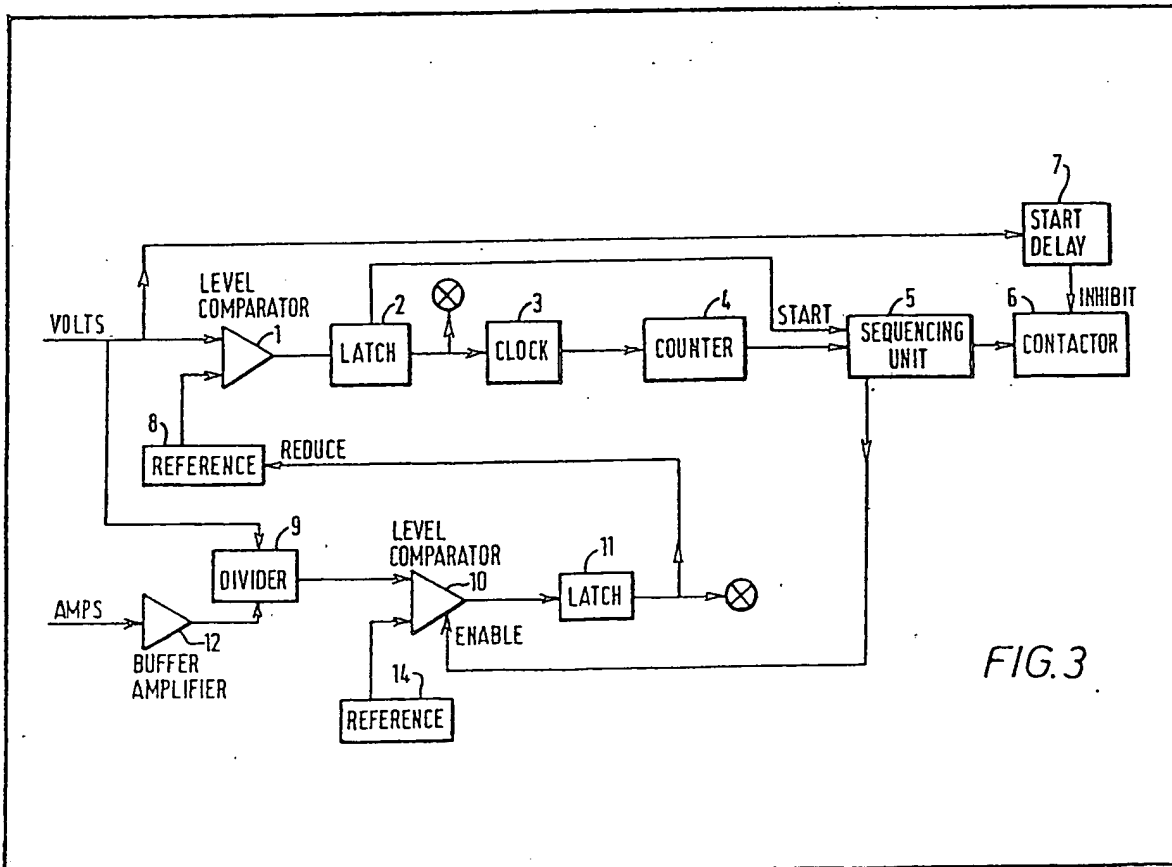 7
START
DELAY
LEVEL
COMPARATOR
VOLTS
1
2
LATCH
3
CLOCK
4
COUNTER
START
5
SEQUENCING
UNIT
INHIBIT
6
CONTACTOR
8
REFERENCE
REDUCE
9
DIVIDER
LEVEL
COMPARATOR
10
ENABLE
11
LATCH
AMPS
12
BUFFER
AMPLIFIER
14
REFERENCE
FIG.3